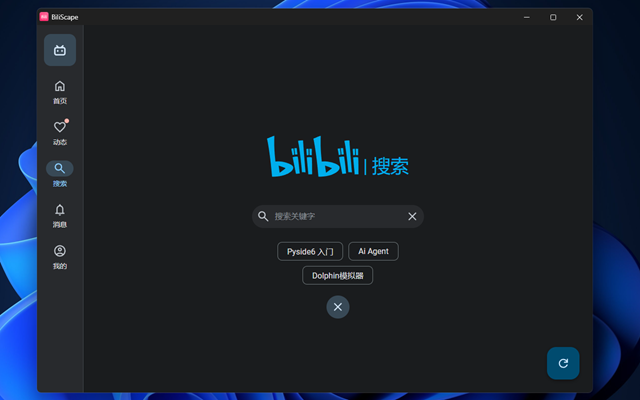 BiliScape
首页
动态
搜索
消息
我的
bilibili | 搜索
搜索关键字
Pyside6 入门
Ai Agent
Dolphin模拟器